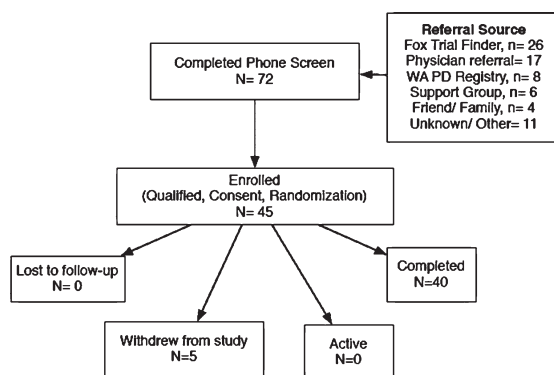 Referral Source
Fox Trial Finder, n= 26
Physician referral= 17
WA PD Registry, n= 8
Support Group, n= 6
Friend/ Family, n= 4
Unknown/ Other= 11
Completed Phone Screen
N= 72
Enrolled
(Qualified, Consent, Randomization)
N= 45
Lost to follow-up
N= 0
Completed
N=40
Withdrew from study
N=5
Active
N=0